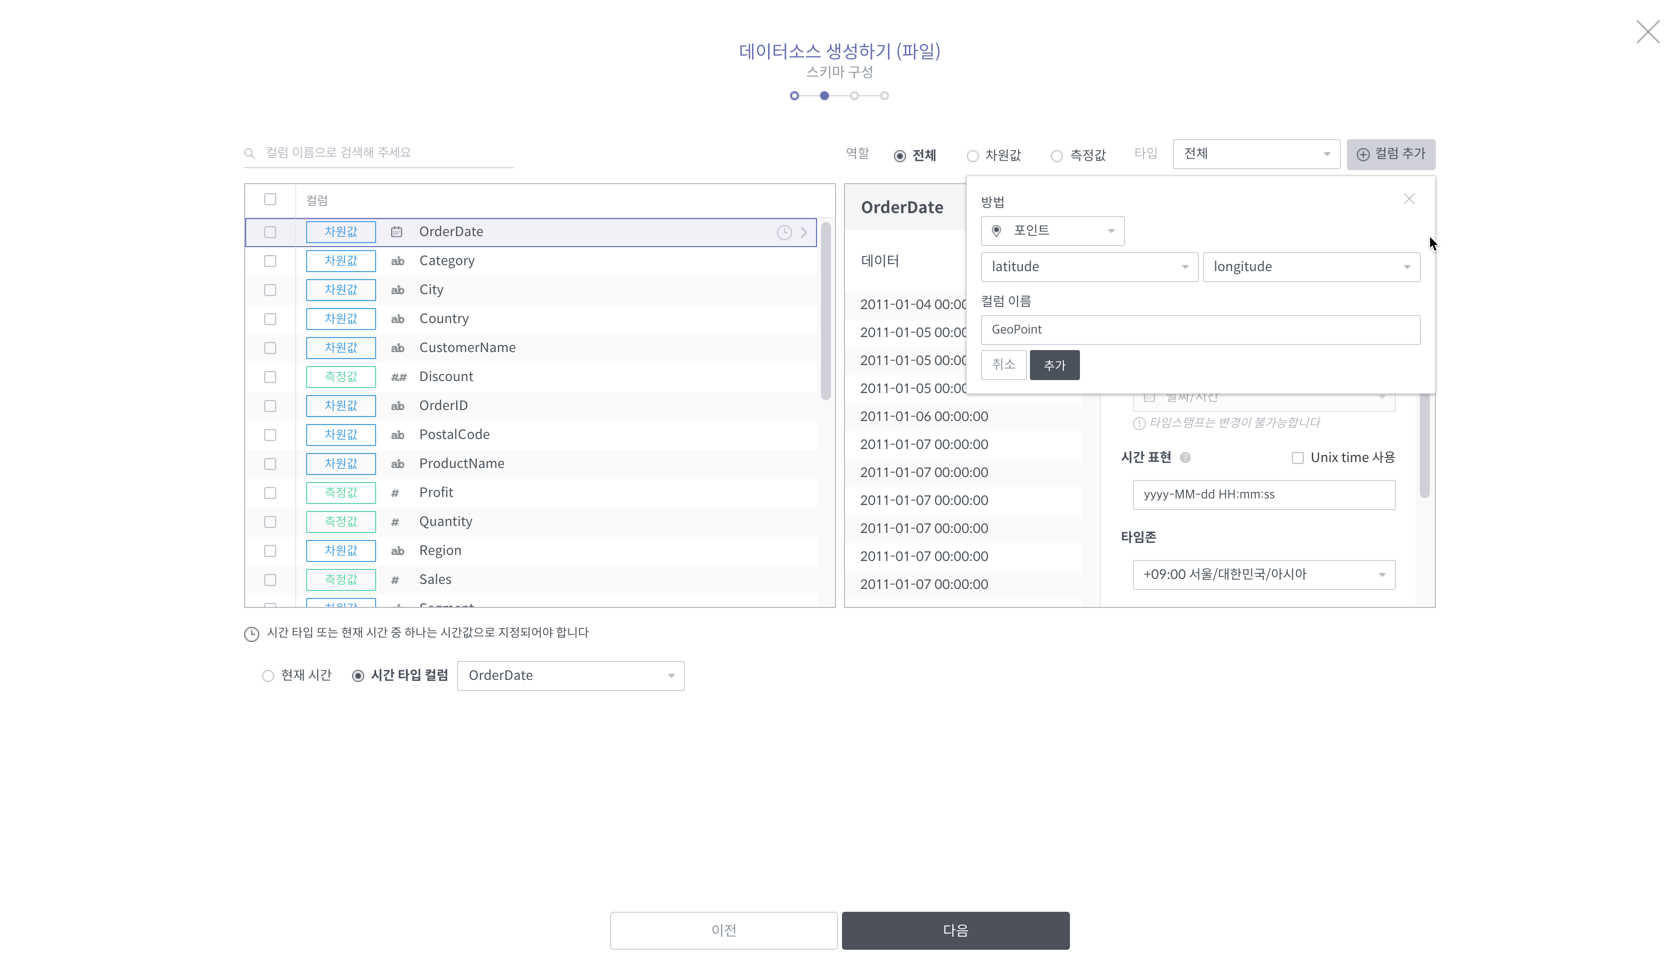 데이터소스 생성하기 (파일)
스키마 구성
컬럼 이름으로 검색해 주세요
역할 전체 차원값 측정값 타입 전체 컬럼 추가
컬럼
차원값 OrderDate
차원값 ab Category
차원값 ab City
차원값 ab Country
차원값 ab CustomerName
측정값 ## Discount
차원값 ab OrderID
차원값 ab PostalCode
차원값 ab ProductName
측정값 # Profit
측정값 # Quantity
차원값 ab Region
측정값 # Sales
OrderDate
데이터
2011-01-04 00:00
2011-01-05 00:00
2011-01-05 00:00
2011-01-05 00:00
2011-01-06 00:00:00
2011-01-07 00:00:00
2011-01-07 00:00:00
2011-01-07 00:00:00
2011-01-07 00:00:00
2011-01-07 00:00:00
2011-01-07 00:00:00
방법
포인트
latitude longitude
컬럼 이름
GeoPoint
취소 추가
날짜/시간
타임스탬프는 변경이 불가능합니다
시간 표현 ? Unix time 사용
yyyy-MM-dd HH:mm:ss
타임존
+09:00 서울/대한민국/아시아
시간 타입 또는 현재 시간 중 하나는 시간값으로 지정되어야 합니다
현재 시간 시간 타입 컬럼 OrderDate
이전 다음